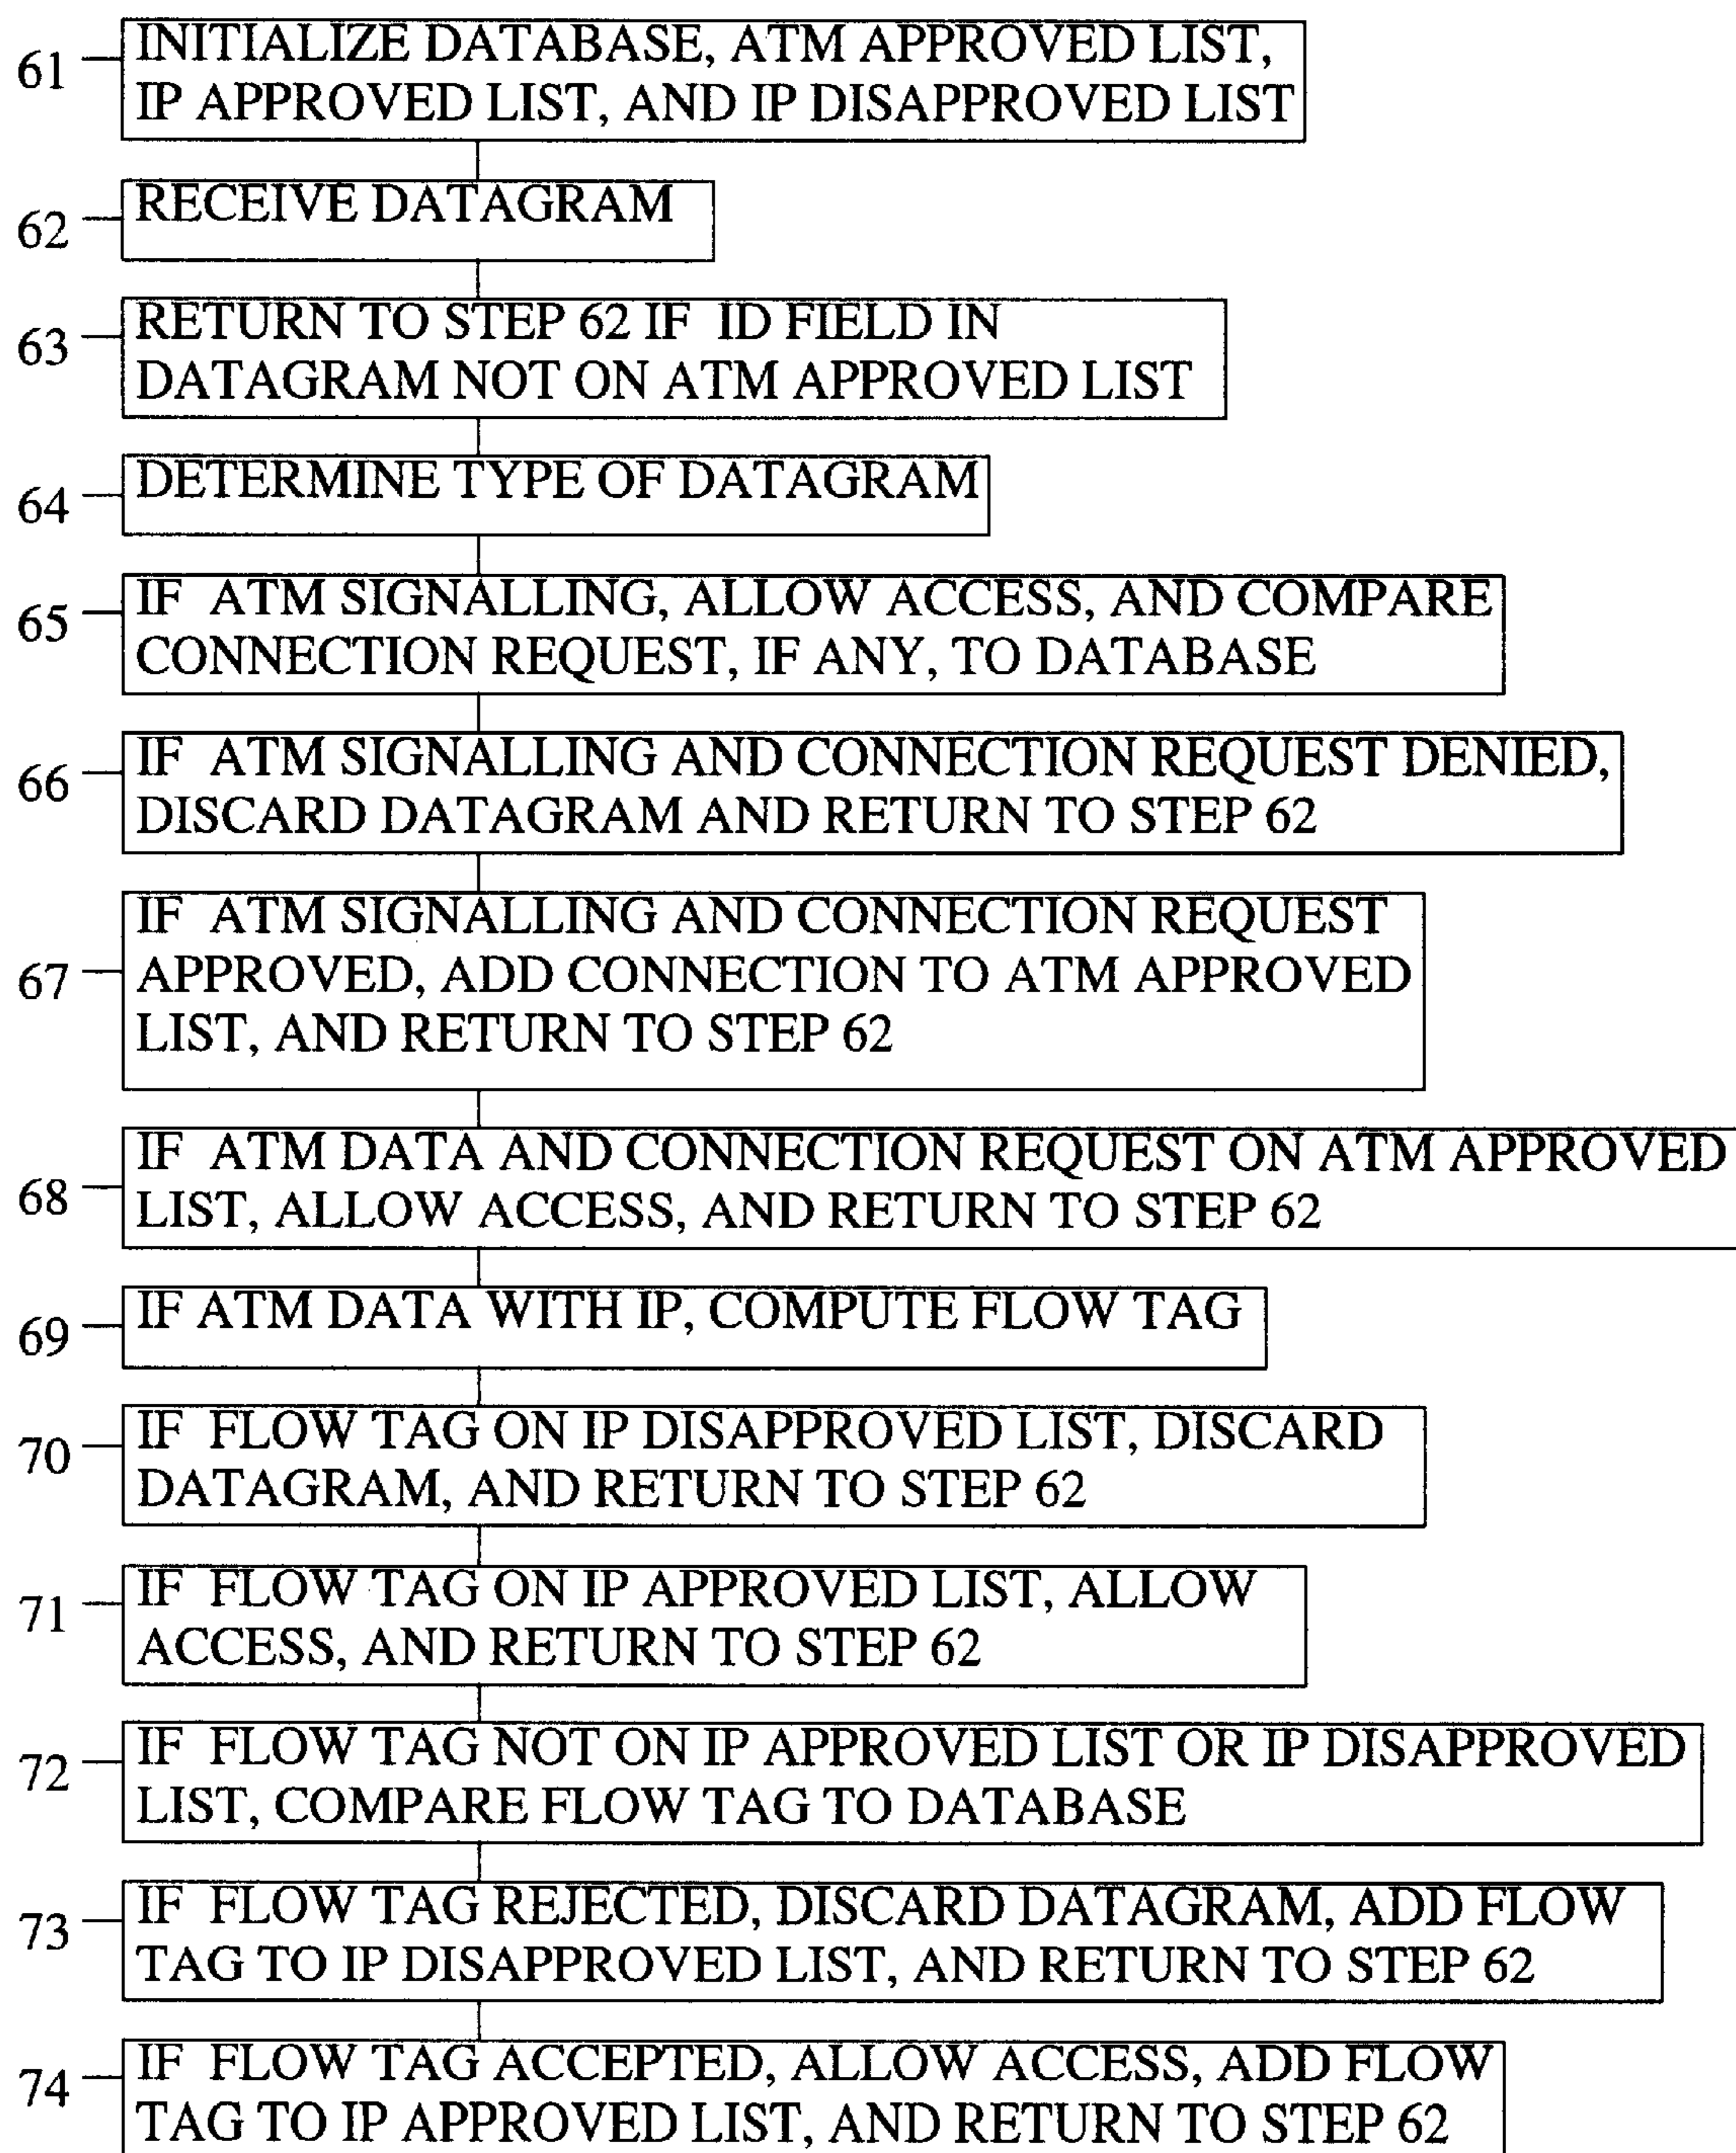 61 INITIALIZE DATABASE, ATM APPROVED LIST,
IP APPROVED LIST, AND IP DISAPPROVED LIST
62 RECEIVE DATAGRAM
63 RETURN TO STEP 62 IF ID FIELD IN
DATAGRAM NOT ON ATM APPROVED LIST
64 DETERMINE TYPE OF DATAGRAM
65 IF ATM SIGNALLING, ALLOW ACCESS, AND COMPARE
CONNECTION REQUEST, IF ANY, TO DATABASE
66 IF ATM SIGNALLING AND CONNECTION REQUEST DENIED,
DISCARD DATAGRAM AND RETURN TO STEP 62
67 IF ATM SIGNALLING AND CONNECTION REQUEST
APPROVED, ADD CONNECTION TO ATM APPROVED
LIST, AND RETURN TO STEP 62
68 IF ATM DATA AND CONNECTION REQUEST ON ATM APPROVED
LIST, ALLOW ACCESS, AND RETURN TO STEP 62
69 IF ATM DATA WITH IP, COMPUTE FLOW TAG
70 IF FLOW TAG ON IP DISAPPROVED LIST, DISCARD
DATAGRAM, AND RETURN TO STEP 62
71 IF FLOW TAG ON IP APPROVED LIST, ALLOW
ACCESS, AND RETURN TO STEP 62
72 IF FLOW TAG NOT ON IP APPROVED LIST OR IP DISAPPROVED
LIST, COMPARE FLOW TAG TO DATABASE
73 IF FLOW TAG REJECTED, DISCARD DATAGRAM, ADD FLOW
TAG TO IP DISAPPROVED LIST, AND RETURN TO STEP 62
74 IF FLOW TAG ACCEPTED, ALLOW ACCESS, ADD FLOW
TAG TO IP APPROVED LIST, AND RETURN TO STEP 62